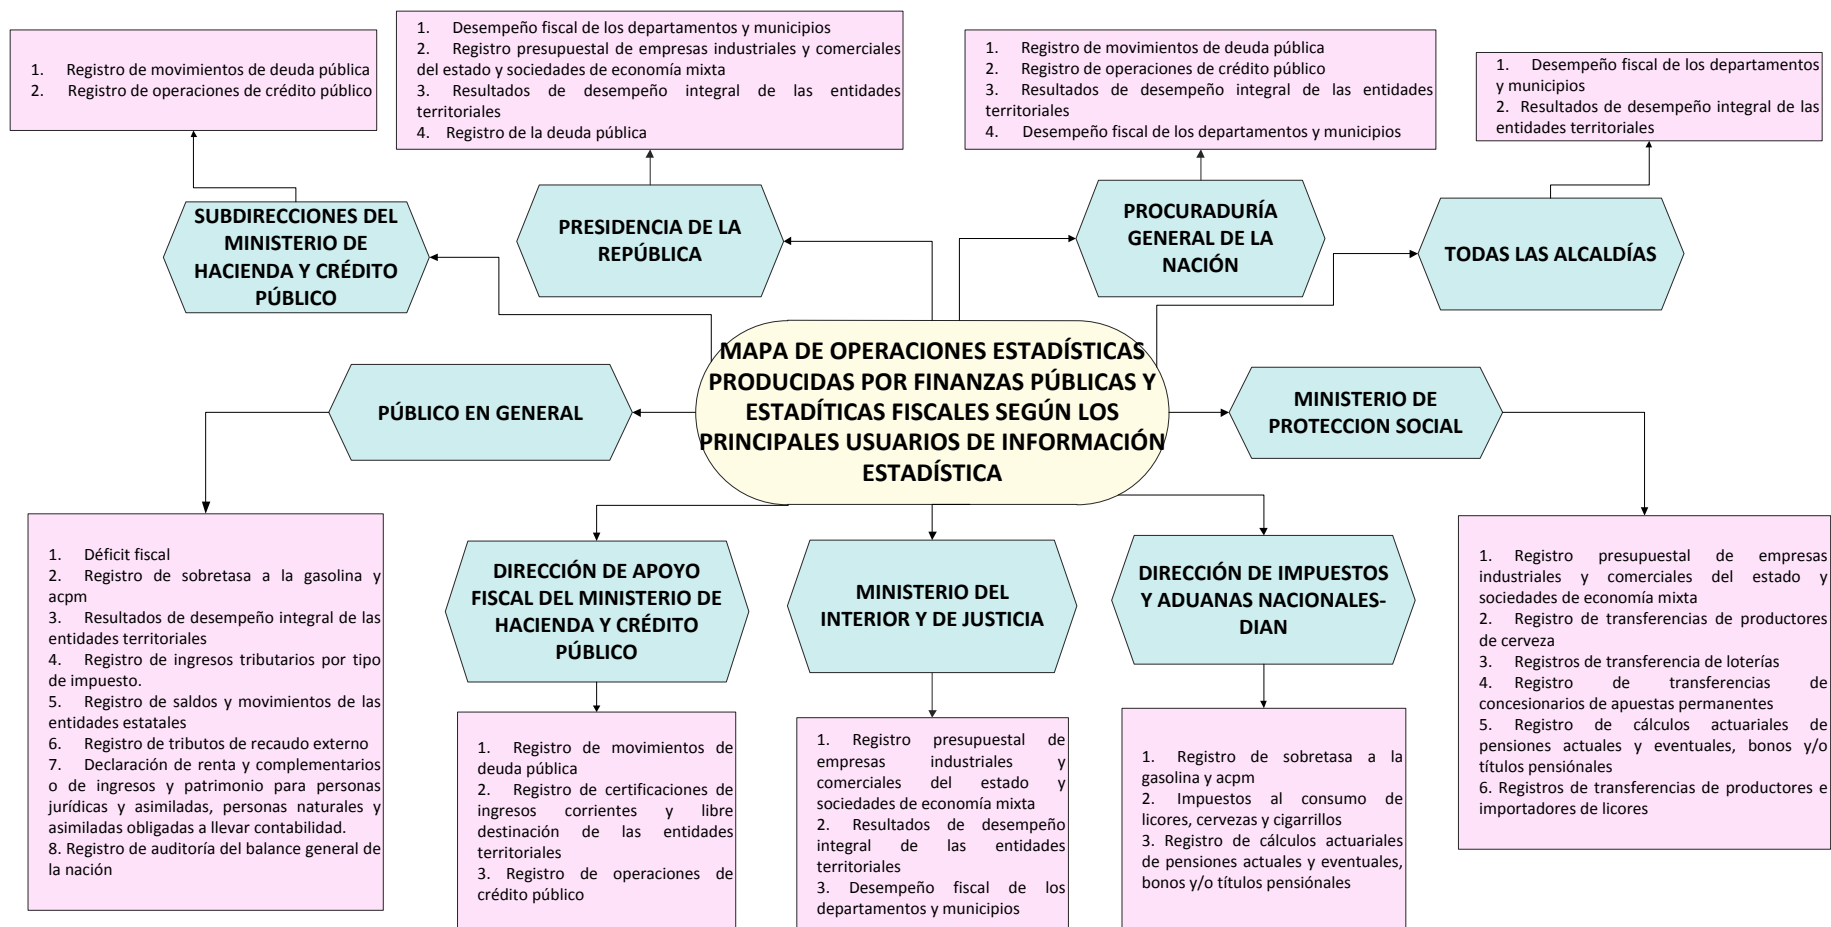 1. Registro de movimientos de deuda pública
2. Registro de operaciones de crédito público
1. Desempeño fiscal de los departamentos y municipios
2. Registro presupuestal de empresas industriales y comerciales
del estado y sociedades de economía mixta
3. Resultados de desempeño integral de las entidades
territoriales
4. Registro de la deuda pública
1. Registro de movimientos de deuda pública
2. Registro de operaciones de crédito público
3. Resultados de desempeño integral de las entidades
territoriales
4. Desempeño fiscal de los departamentos y municipios
1. Desempeño fiscal de los departamentos
y municipios
2. Resultados de desempeño integral de las
entidades territoriales
SUBDIRECCIONES DEL
MINISTERIO DE
HACIENDA Y CRÉDITO
PÚBLICO
PRESIDENCIA DE LA
REPÚBLICA
PROCURADURÍA
GENERAL DE LA
NACIÓN
TODAS LAS ALCALDÍAS
MAPA DE OPERACIONES ESTADÍSTICAS
PRODUCIDAS POR FINANZAS PÚBLICAS Y
ESTADÍTICAS FISCALES SEGÚN LOS
PRINCIPALES USUARIOS DE INFORMACIÓN
ESTADÍSTICA
PÚBLICO EN GENERAL
MINISTERIO DE
PROTECCION SOCIAL
1. Déficit fiscal
2. Registro de sobretasa a la gasolina y
acpm
3. Resultados de desempeño integral de las
entidades territoriales
4. Registro de ingresos tributarios por tipo
de impuesto.
5. Registro de saldos y movimientos de las
entidades estatales
6. Registro de tributos de recaudo externo
7. Declaración de renta y complementarios
o de ingresos y patrimonio para personas
jurídicas y asimiladas, personas naturales y
asimiladas obligadas a llevar contabilidad.
8. Registro de auditoría del balance general de
la nación
DIRECCIÓN DE APOYO
FISCAL DEL MINISTERIO DE
HACIENDA Y CRÉDITO
PÚBLICO
MINISTERIO DEL
INTERIOR Y DE JUSTICIA
DIRECCIÓN DE IMPUESTOS
Y ADUANAS NACIONALES-
DIAN
1. Registro presupuestal de empresas
industriales y comerciales del estado y
sociedades de economía mixta
2. Registro de transferencias de productores
de cerveza
3. Registros de transferencia de loterías
4. Registro de transferencias de
concesionarios de apuestas permanentes
5. Registro de cálculos actuariales de
pensiones actuales y eventuales, bonos y/o
títulos pensiónales
6. Registros de transferencias de productores e
importadores de licores
1. Registro de movimientos de
deuda pública
2. Registro de certificaciones de
ingresos corrientes y libre
destinación de las entidades
territoriales
3. Registro de operaciones de
crédito público
1. Registro presupuestal de
empresas industriales y
comerciales del estado y
sociedades de economía mixta
2. Resultados de desempeño
integral de las entidades
territoriales
3. Desempeño fiscal de los
departamentos y municipios
1. Registro de sobretasa a la
gasolina y acpm
2. Impuestos al consumo de
licores, cervezas y cigarrillos
3. Registro de cálculos actuariales
de pensiones actuales y eventuales,
bonos y/o títulos pensiónales